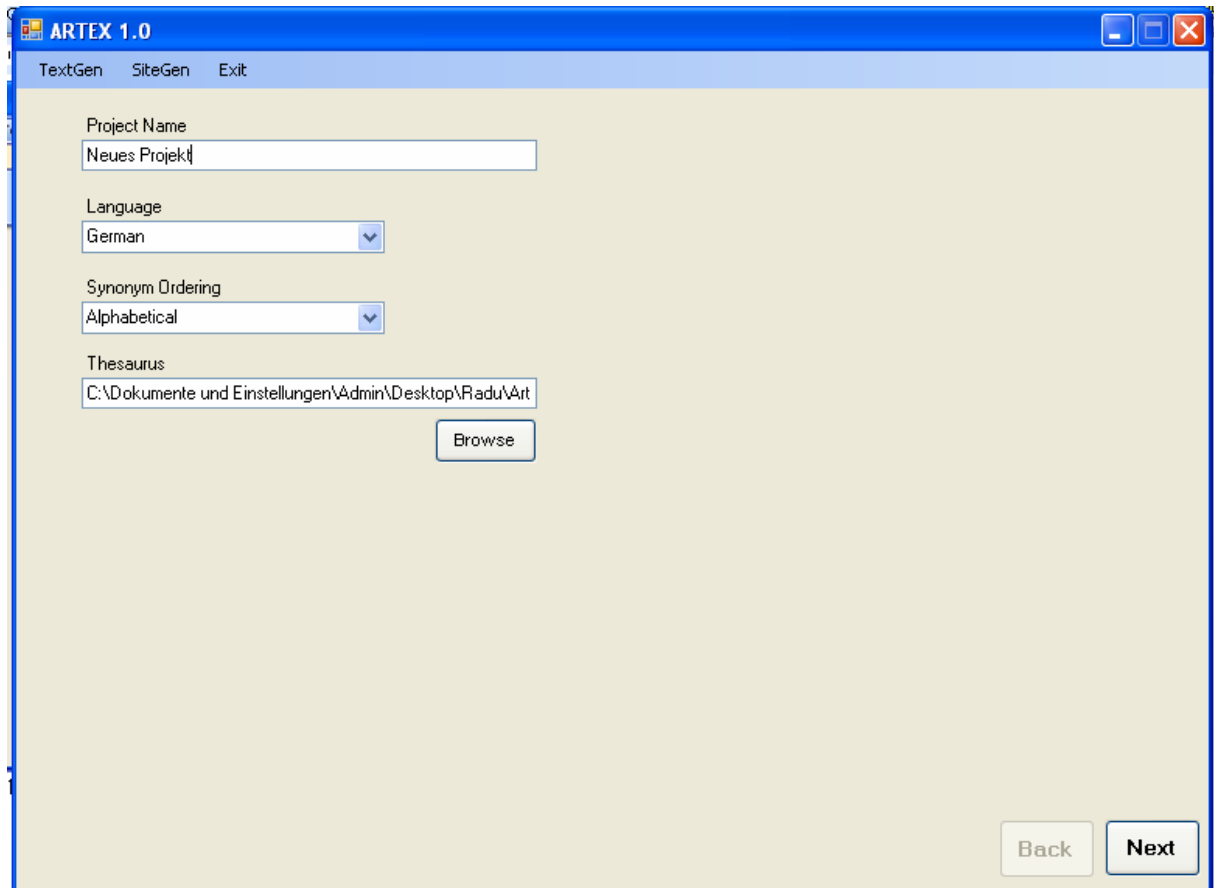 ARTEX 1.0
TextGen SiteGen Exit
Project Name
Neues Projekt
Language
German
Synonym Ordering
Alphabetical
Thesaurus
C:\Dokumente und Einstellungen\Admin\Desktop\Radu\Art
Browse
Back Next